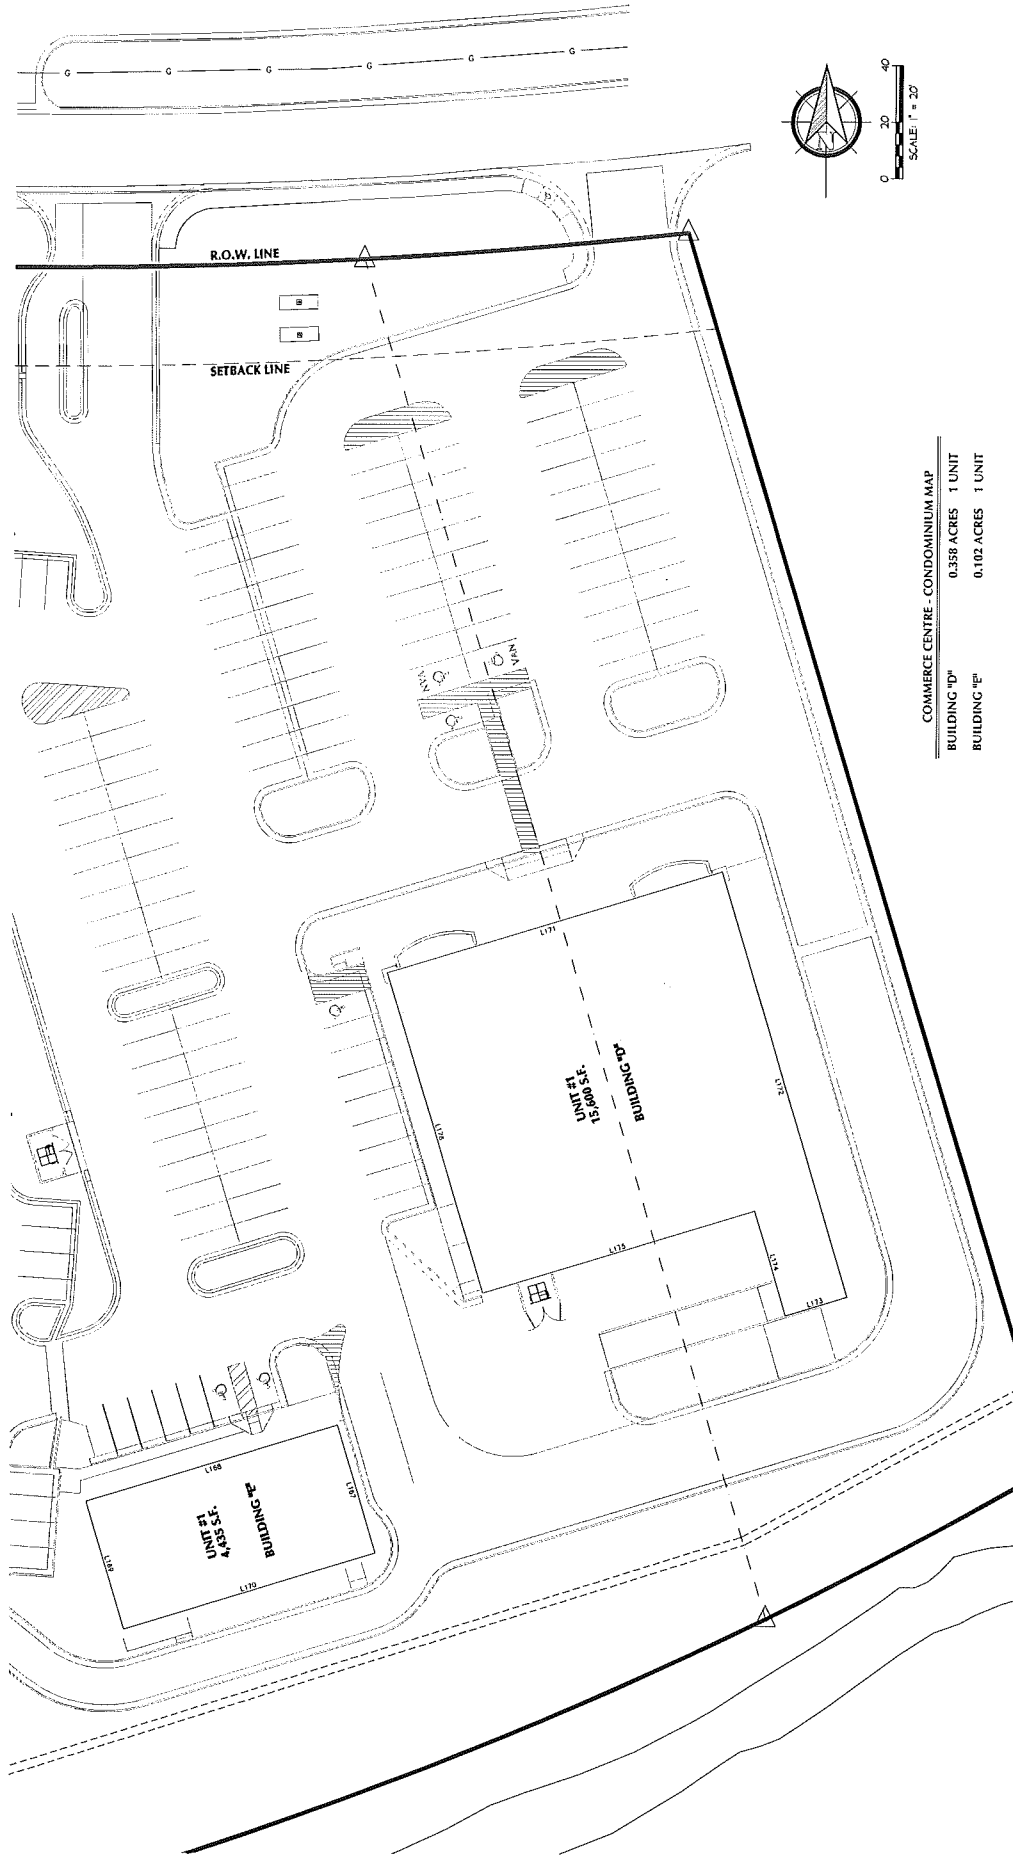 G G G G G G
40
20
0
SCALE: 1" = 20'
N
R.O.W. LINE
SETBACK LINE
COMMERCE CENTRE - CONDOMINIUM MAP
BUILDING "D" 0.358 ACRES 1 UNIT
BUILDING "E" 0.102 ACRES 1 UNIT
VAN
VAN
L171
L172
L173
L174
L175
L176
UNIT #1
15,600 S.F.
BUILDING "D"
L168
L167
L169
L170
UNIT #1
4,435 S.F.
BUILDING "E"